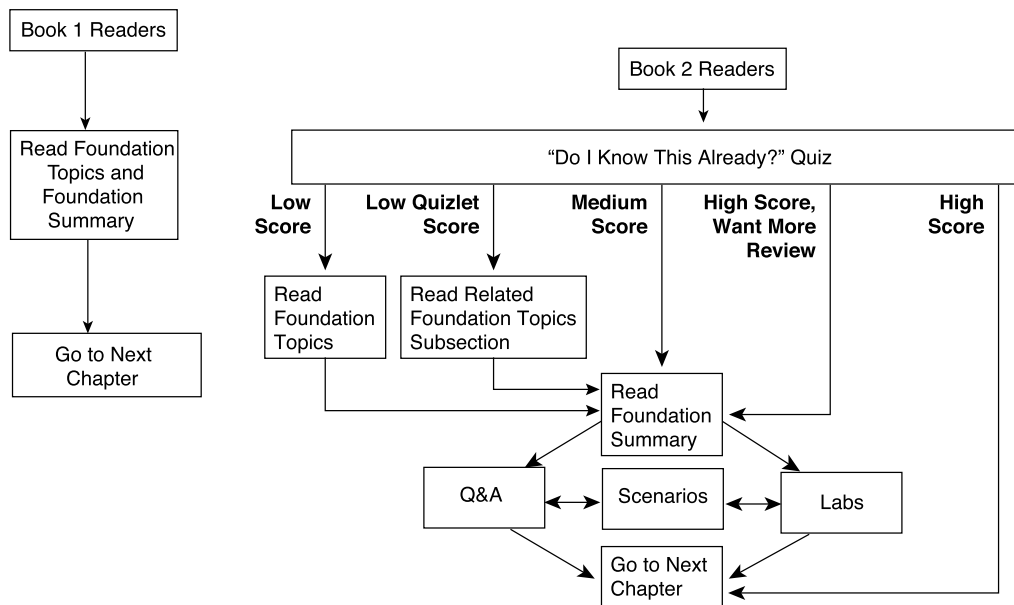 Book 1 Readers
Read Foundation
Topics and
Foundation
Summary
Go to Next
Chapter
Book 2 Readers
“Do I Know This Already?” Quiz
Low
Score
Low Quizlet
Score
Medium
Score
High Score,
Want More
Review
High
Score
Read
Foundation
Topics
Read Related
Foundation Topics
Subsection
Read
Foundation
Summary
Q&A
Scenarios
Labs
Go to Next
Chapter